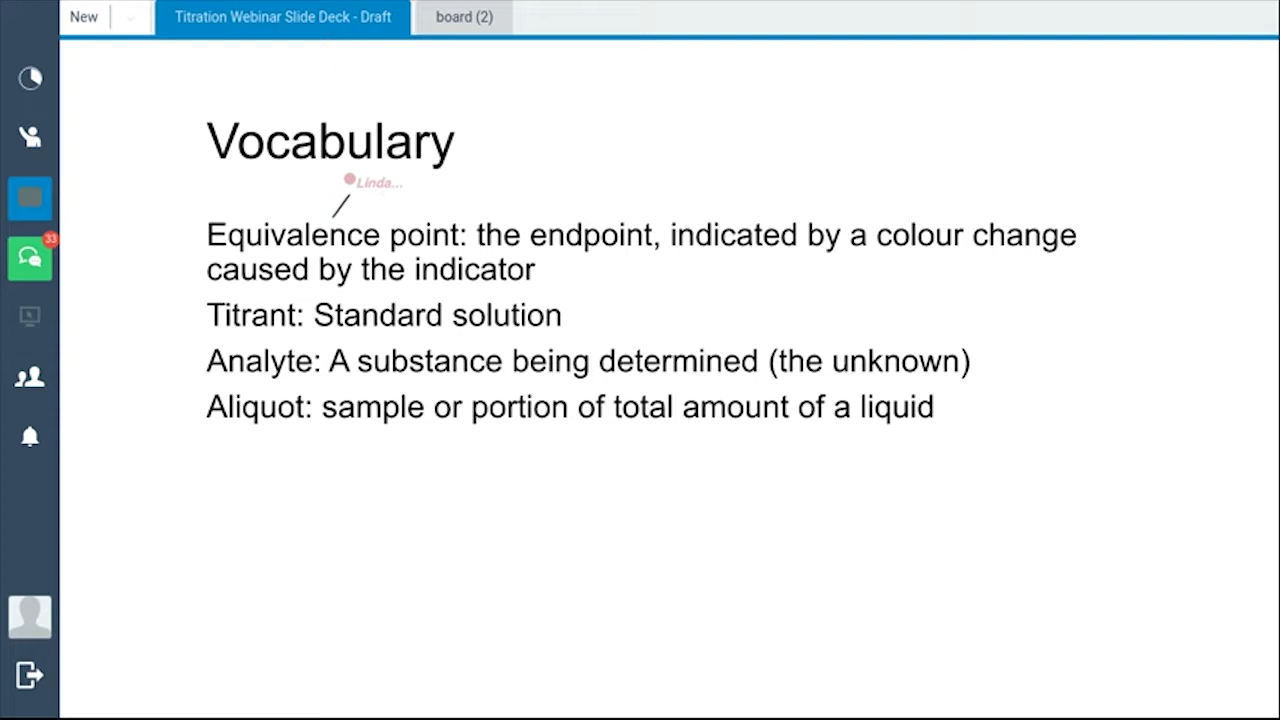 New
Titration Webinar Slide Deck - Draft
board (2)
33
Vocabulary
Linda...
Equivalence point: the endpoint, indicated by a colour change
caused by the indicator
Titrant: Standard solution
Analyte: A substance being determined (the unknown)
Aliquot: sample or portion of total amount of a liquid